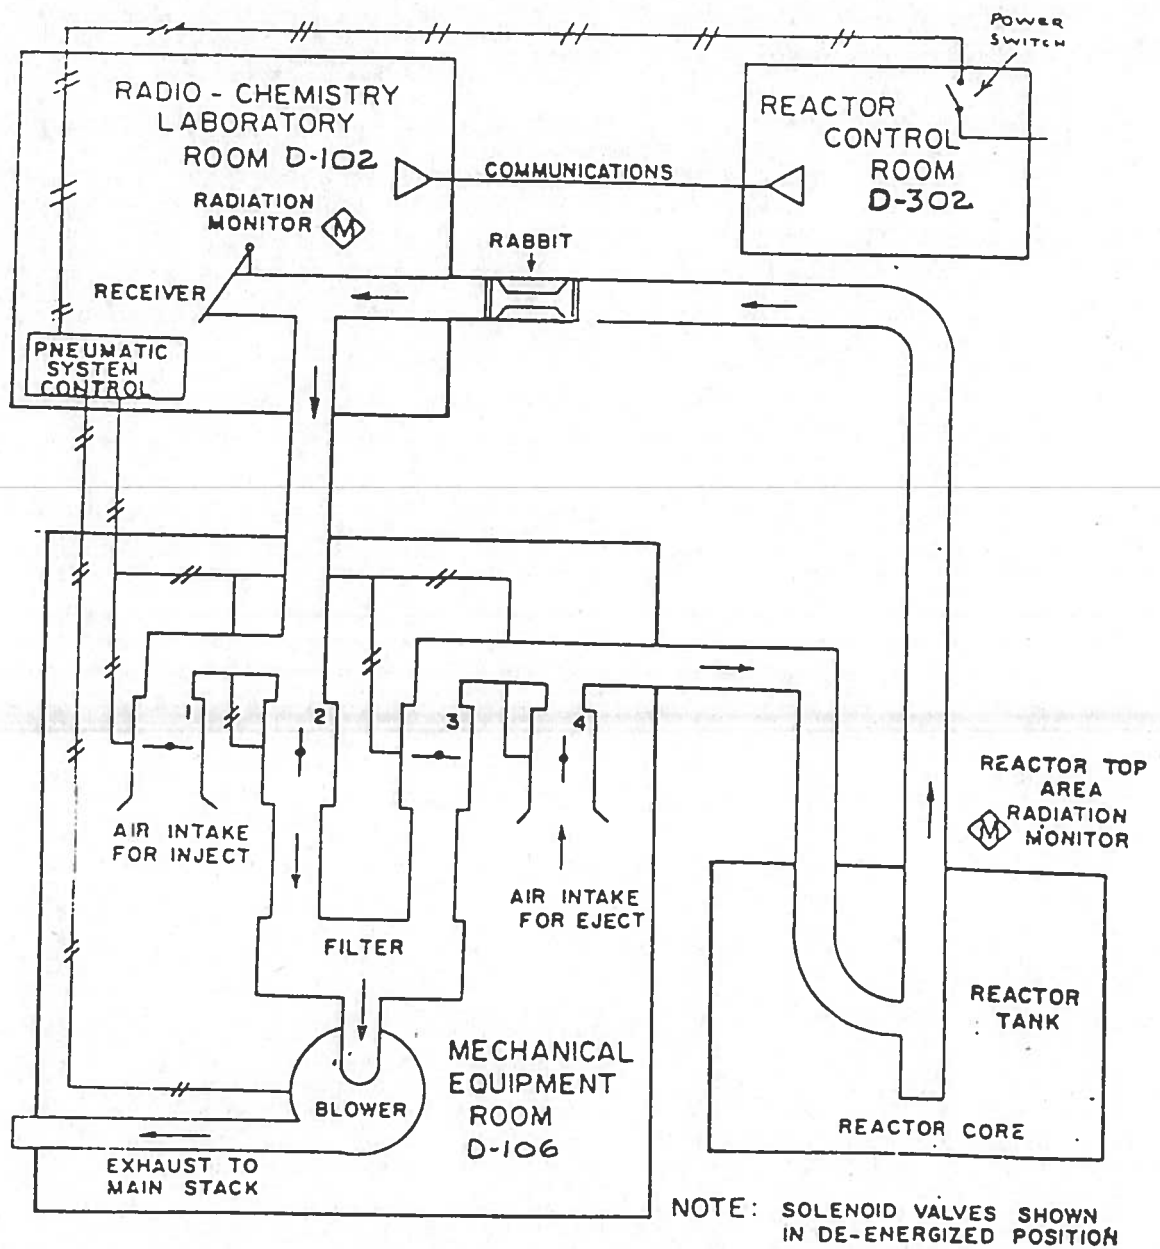 POWER
SWITCH
RADIO - CHEMISTRY
LABORATORY
ROOM D-102
REACTOR
CONTROL
ROOM
D-302
COMMUNICATIONS
RADIATION
MONITOR
M
RABBIT
RECEIVER
PNEUMATIC
SYSTEM
CONTROL
1
2
3
4
AIR INTAKE
FOR INJECT
AIR INTAKE
FOR EJECT
REACTOR TOP
AREA
RADIATION
MONITOR
M
FILTER
REACTOR
TANK
MECHANICAL
EQUIPMENT
ROOM
D-106
BLOWER
REACTOR CORE
EXHAUST TO
MAIN STACK
NOTE: SOLENOID VALVES SHOWN
IN DE-ENERGIZED POSITION